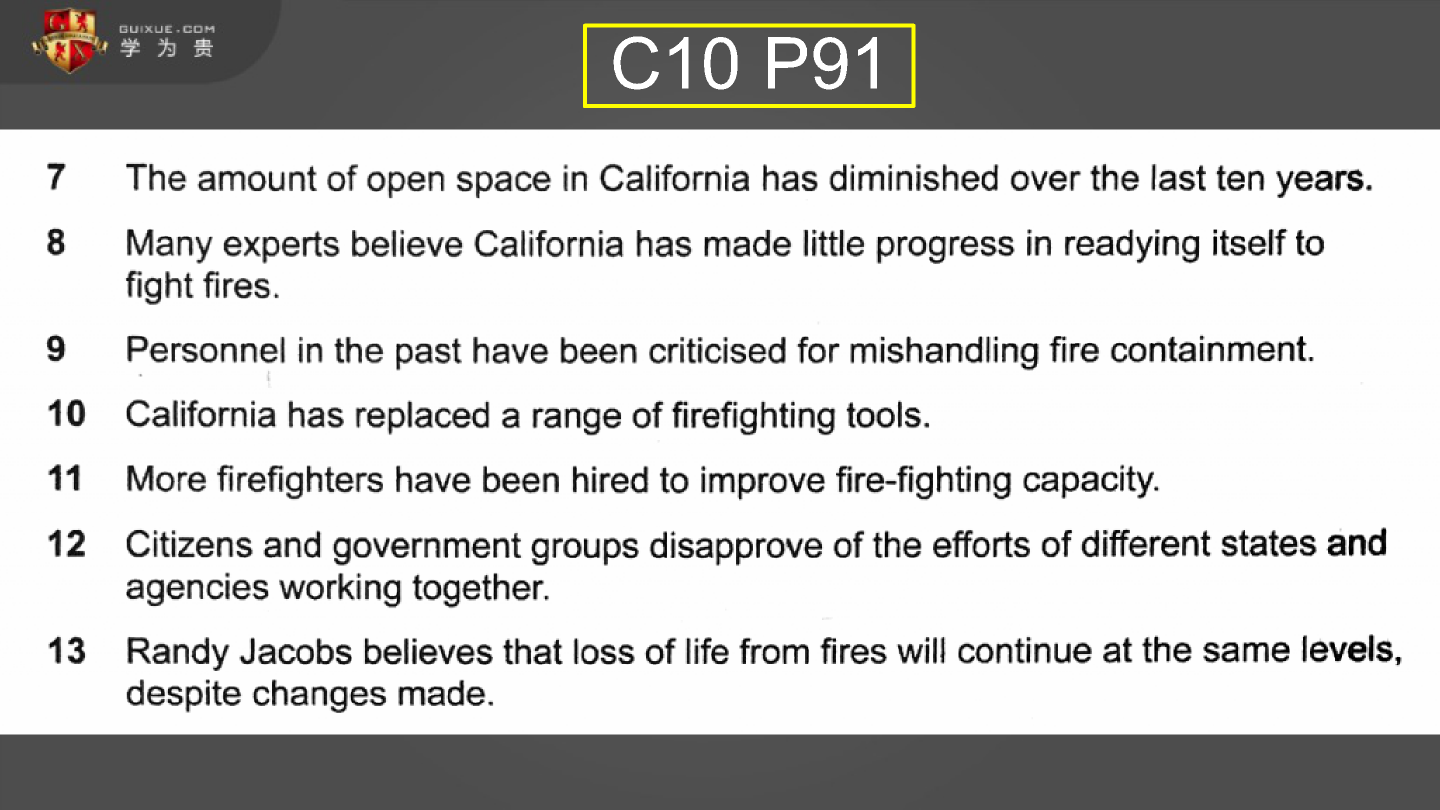 GUIXUE.COM
学为贵
C10 P91
7 The amount of open space in California has diminished over the last ten years.
8 Many experts believe California has made little progress in readying itself to
fight fires.
9 Personnel in the past have been criticised for mishandling fire containment.
10 California has replaced a range of firefighting tools.
11 More firefighters have been hired to improve fire-fighting capacity.
12 Citizens and government groups disapprove of the efforts of different states and
agencies working together.
13 Randy Jacobs believes that loss of life from fires will continue at the same levels,
despite changes made.